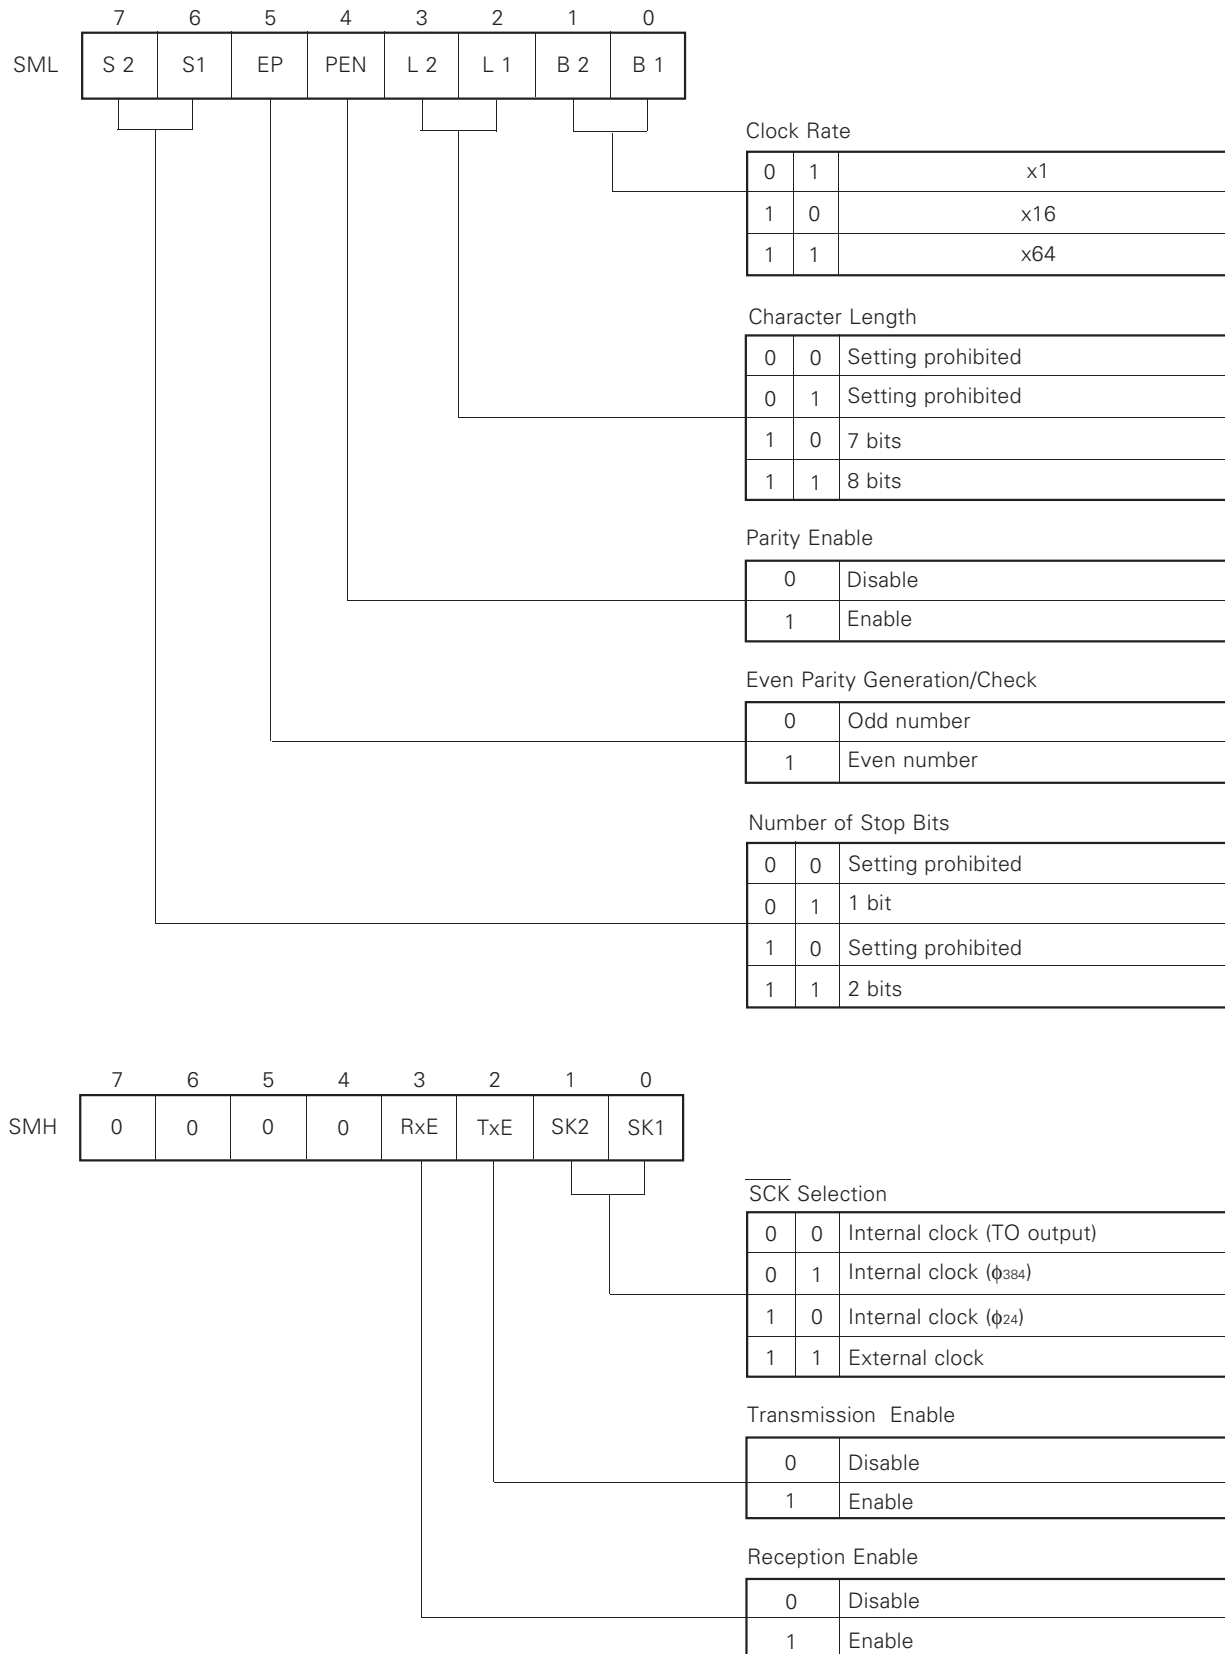 7 6 5 4 3 2 1 0
SML S 2 S1 EP PEN L 2 L 1 B 2 B 1
Clock Rate
0 1 x1
1 0 x16
1 1 x64
Character Length
0 0 Setting prohibited
0 1 Setting prohibited
1 0 7 bits
1 1 8 bits
Parity Enable
0 Disable
1 Enable
Even Parity Generation/Check
0 Odd number
1 Even number
Number of Stop Bits
0 0 Setting prohibited
0 1 1 bit
1 0 Setting prohibited
1 1 2 bits
7 6 5 4 3 2 1 0
SMH 0 0 0 0 RxE TxE SK2 SK1
S̅C̅K̅ Selection
0 0 Internal clock (TO output)
0 1 Internal clock (ϕ384)
1 0 Internal clock (ϕ24)
1 1 External clock
Transmission Enable
0 Disable
1 Enable
Reception Enable
0 Disable
1 Enable